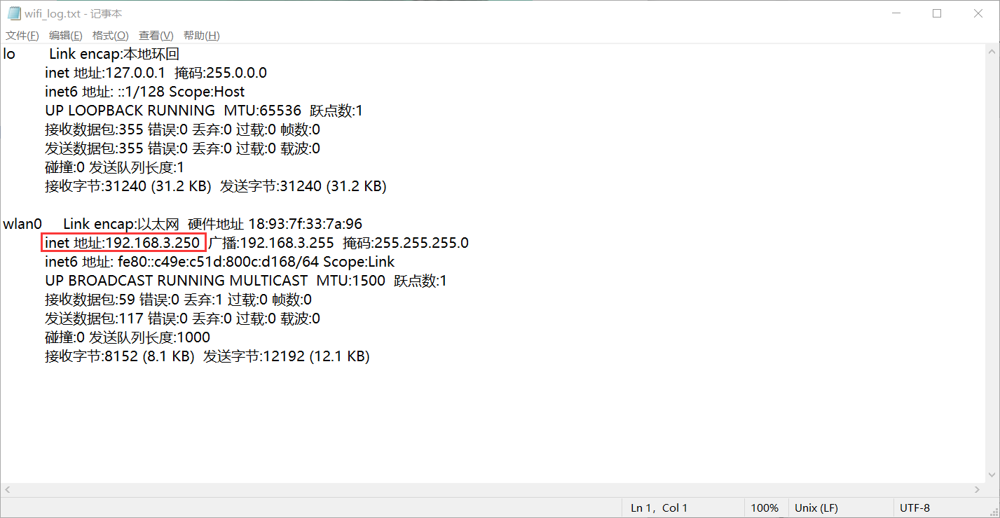 wifi_log.txt - 记事本
文件(F) 编辑(E) 格式(O) 查看(V) 帮助(H)
lo Link encap:本地环回
inet 地址:127.0.0.1 掩码:255.0.0.0
inet6 地址: ::1/128 Scope:Host
UP LOOPBACK RUNNING MTU:65536 跃点数:1
接收数据包:355 错误:0 丢弃:0 过载:0 帧数:0
发送数据包:355 错误:0 丢弃:0 过载:0 载波:0
碰撞:0 发送队列长度:1
接收字节:31240 (31.2 KB) 发送字节:31240 (31.2 KB)
wlan0 Link encap:以太网 硬件地址 18:93:7f:33:7a:96
inet 地址:192.168.3.250 广播:192.168.3.255 掩码:255.255.255.0
inet6 地址: fe80::c49e:c51d:800c:d168/64 Scope:Link
UP BROADCAST RUNNING MULTICAST MTU:1500 跃点数:1
接收数据包:59 错误:0 丢弃:1 过载:0 帧数:0
发送数据包:117 错误:0 丢弃:0 过载:0 载波:0
碰撞:0 发送队列长度:1000
接收字节:8152 (8.1 KB) 发送字节:12192 (12.1 KB)
Ln 1，Col 1 100% Unix (LF) UTF-8